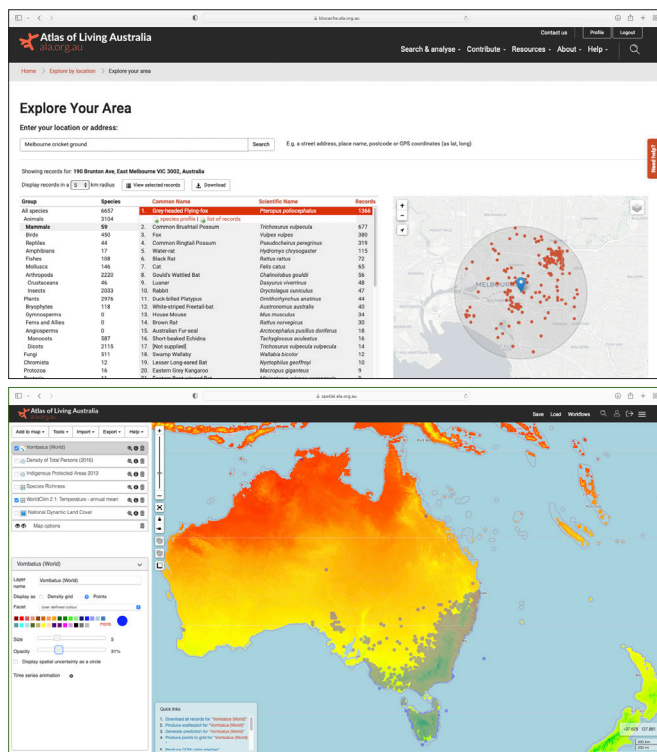 biocache.ala.org.au
Atlas of Living Australia
ala.org.au
Contact us
Profile
Logout
Search & analyse
Contribute
Resources
About
Help
Home > Explore by location > Explore your area
Explore Your Area
Enter your location or address:
Melbourne cricket ground
Search
E.g. a street address, place name, postcode or GPS coordinates (as lat, long)
Need help?
Showing records for: 190 Brunton Ave, East Melbourne VIC 3002, Australia
Display records in a 5 km radius
View selected records
Download
Group Species
All species 6657
Animals 3104
Mammals 59
Birds 450
Reptiles 44
Amphibians 17
Fishes 108
Molluscs 146
Arthropods 2220
Crustaceans 46
Insects 2033
Plants 2976
Bryophytes 118
Gymnosperms 0
Ferns and Allies 0
Angiosperms 0
Monocots 587
Dicots 2115
Fungi 511
Chromista 12
Protozoa 16
Common Name Scientific Name Records
1. Grey-headed Flying-fox Pteropus poliocephalus 1366
species profile | list of records
2. Common Brushtail Possum Trichosurus vulpecula 677
3. Fox Vulpes vulpes 380
4. Common Ringtail Possum Pseudocheirus peregrinus 319
5. Water-rat Hydromys chrysogaster 115
6. Black Rat Rattus rattus 72
7. Cat Felis catus 65
8. Gould's Wattled Bat Chalinolobus gouldii 56
9. Luaner Dasyurus viverrinus 48
10. Rabbit Oryctolagus cuniculus 47
11. Duck-billed Platypus Ornithorhynchus anatinus 44
12. White-striped Freetail-bat Austronomus australis 40
13. House Mouse Mus musculus 34
14. Brown Rat Rattus norvegicus 30
15. Australian Fur-seal Arctocephalus pusillus doriferus 18
16. Short-beaked Echidna Tachyglossus aculeatus 16
17. [Not supplied] Trichosurus vulpecula vulpecula 14
18. Swamp Wallaby Wallabia bicolor 12
19. Lesser Long-eared Bat Nyctophilus geoffroyi 10
20. Eastern Grey Kangaroo Macropus giganteus 9
MELBOURNE
spatial.ala.org.au
Atlas of Living Australia
ala.org.au
Save
Load
Workflows
Add to map
Tools
Import
Export
Help
Vombatus (World)
Density of Total Persons (2016)
Indigenous Protected Areas 2012
Species Richness
WorldClim 2.1: Temperature - annual mean
National Dynamic Land Cover
Map options
Vombatus (World)
Layer name
Vombatus (World)
Display as
Density grid
Points
Facet
User defined colour
more
Size
5
Opacity
31%
Display spatial uncertainty as a circle
Time series animation
Quick links
1. Download all records for "Vombatus (World)"
2. Produce scatterplot for "Vombatus (World)"
3. Generate prediction for "Vombatus (World)"
4. Produce points to grid for "Vombatus (World)"